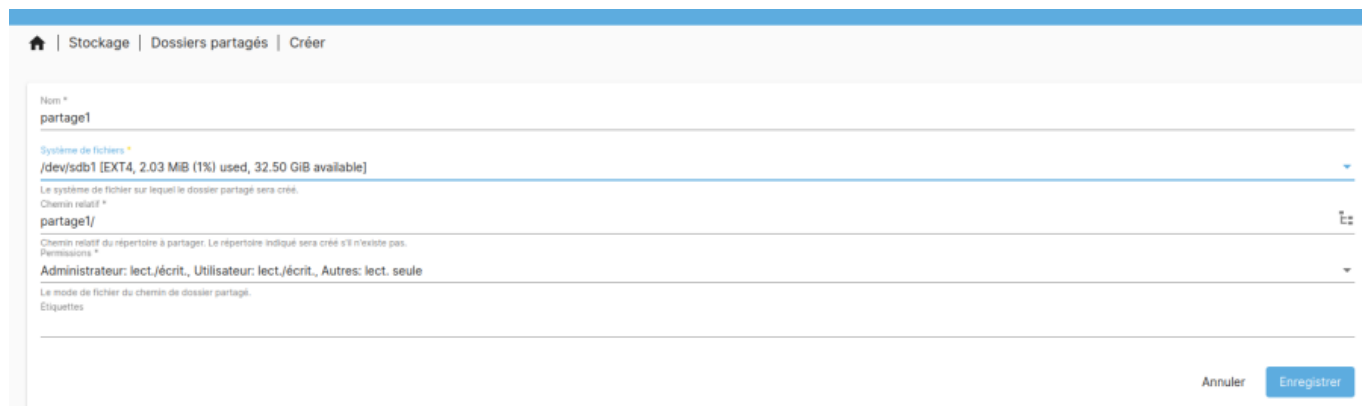 Stockage | Dossiers partagés | Créer
Nom *
partage1
Système de fichiers *
/dev/sdb1 [EXT4, 2.03 MiB (1%) used, 32.50 GiB available]
Le système de fichier sur lequel le dossier partagé sera créé.
Chemin relatif *
partage1/
Chemin relatif du répertoire à partager. Le répertoire indiqué sera créé s'il n'existe pas.
Permissions *
Administrateur: lect./écrit., Utilisateur: lect./écrit., Autres: lect. seule
Le mode de fichier du chemin de dossier partagé.
Étiquettes
Annuler Enregistrer